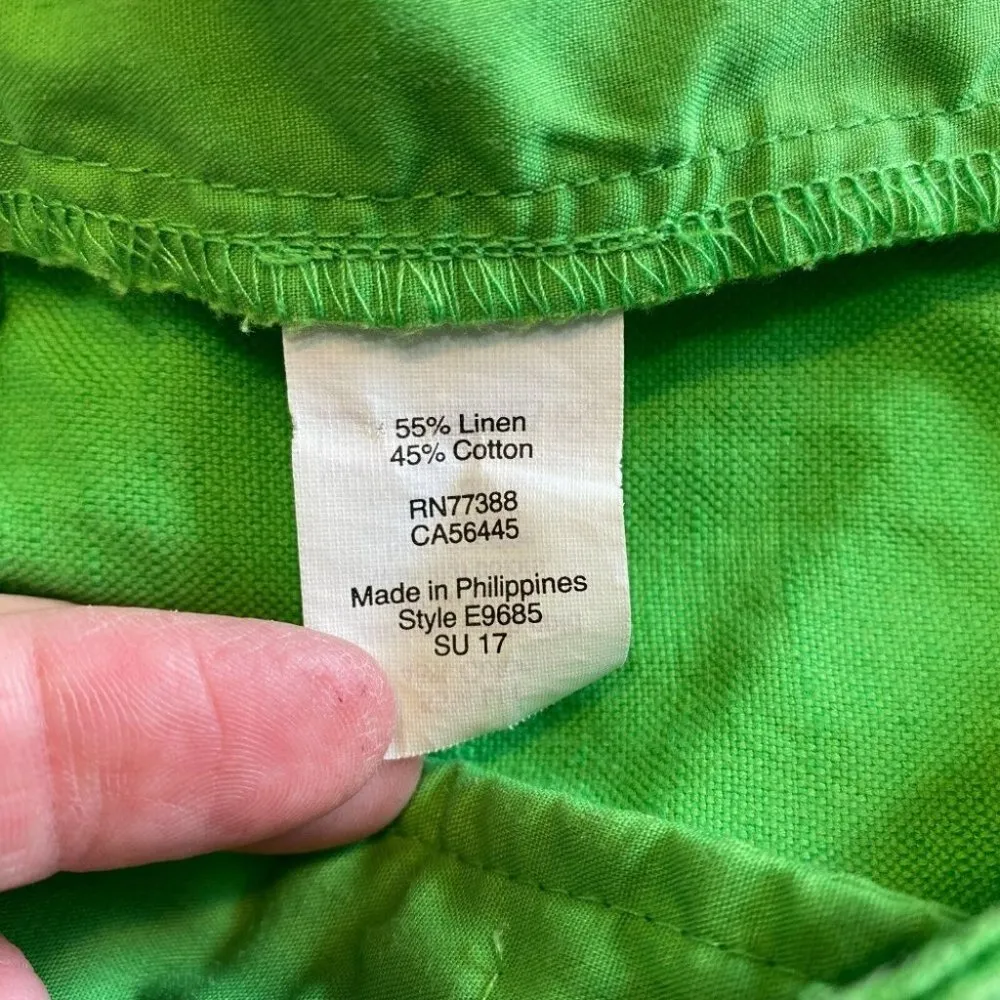 55% Linen
45% Cotton
RN77388
CA56445
Made in Philippines
Style E9685
SU 17